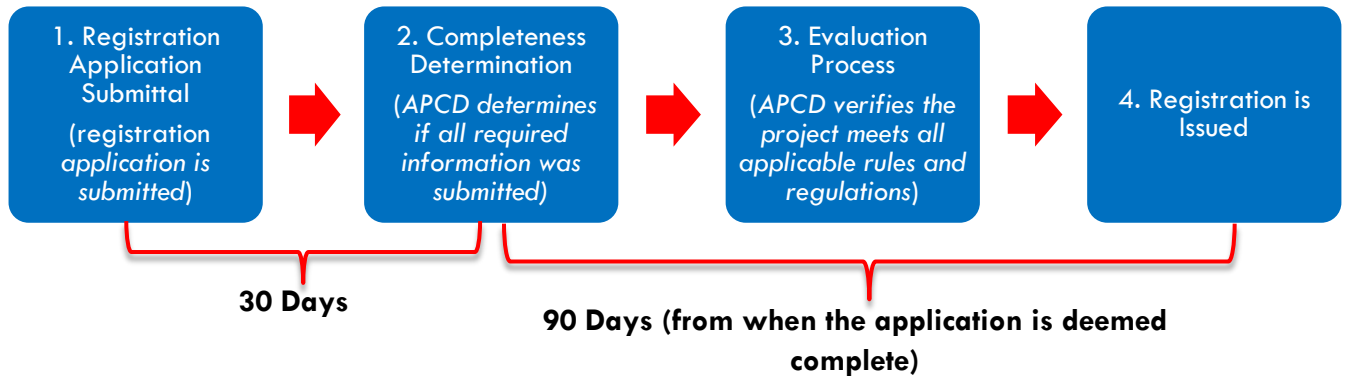 1. Registration
Application
Submittal
(registration
application is
submitted)
2. Completeness
Determination
(APCD determines
if all required
information was
submitted)
3. Evaluation
Process
(APCD verifies the
project meets all
applicable rules and
regulations)
4. Registration is
Issued
30 Days
90 Days (from when the application is deemed
complete)